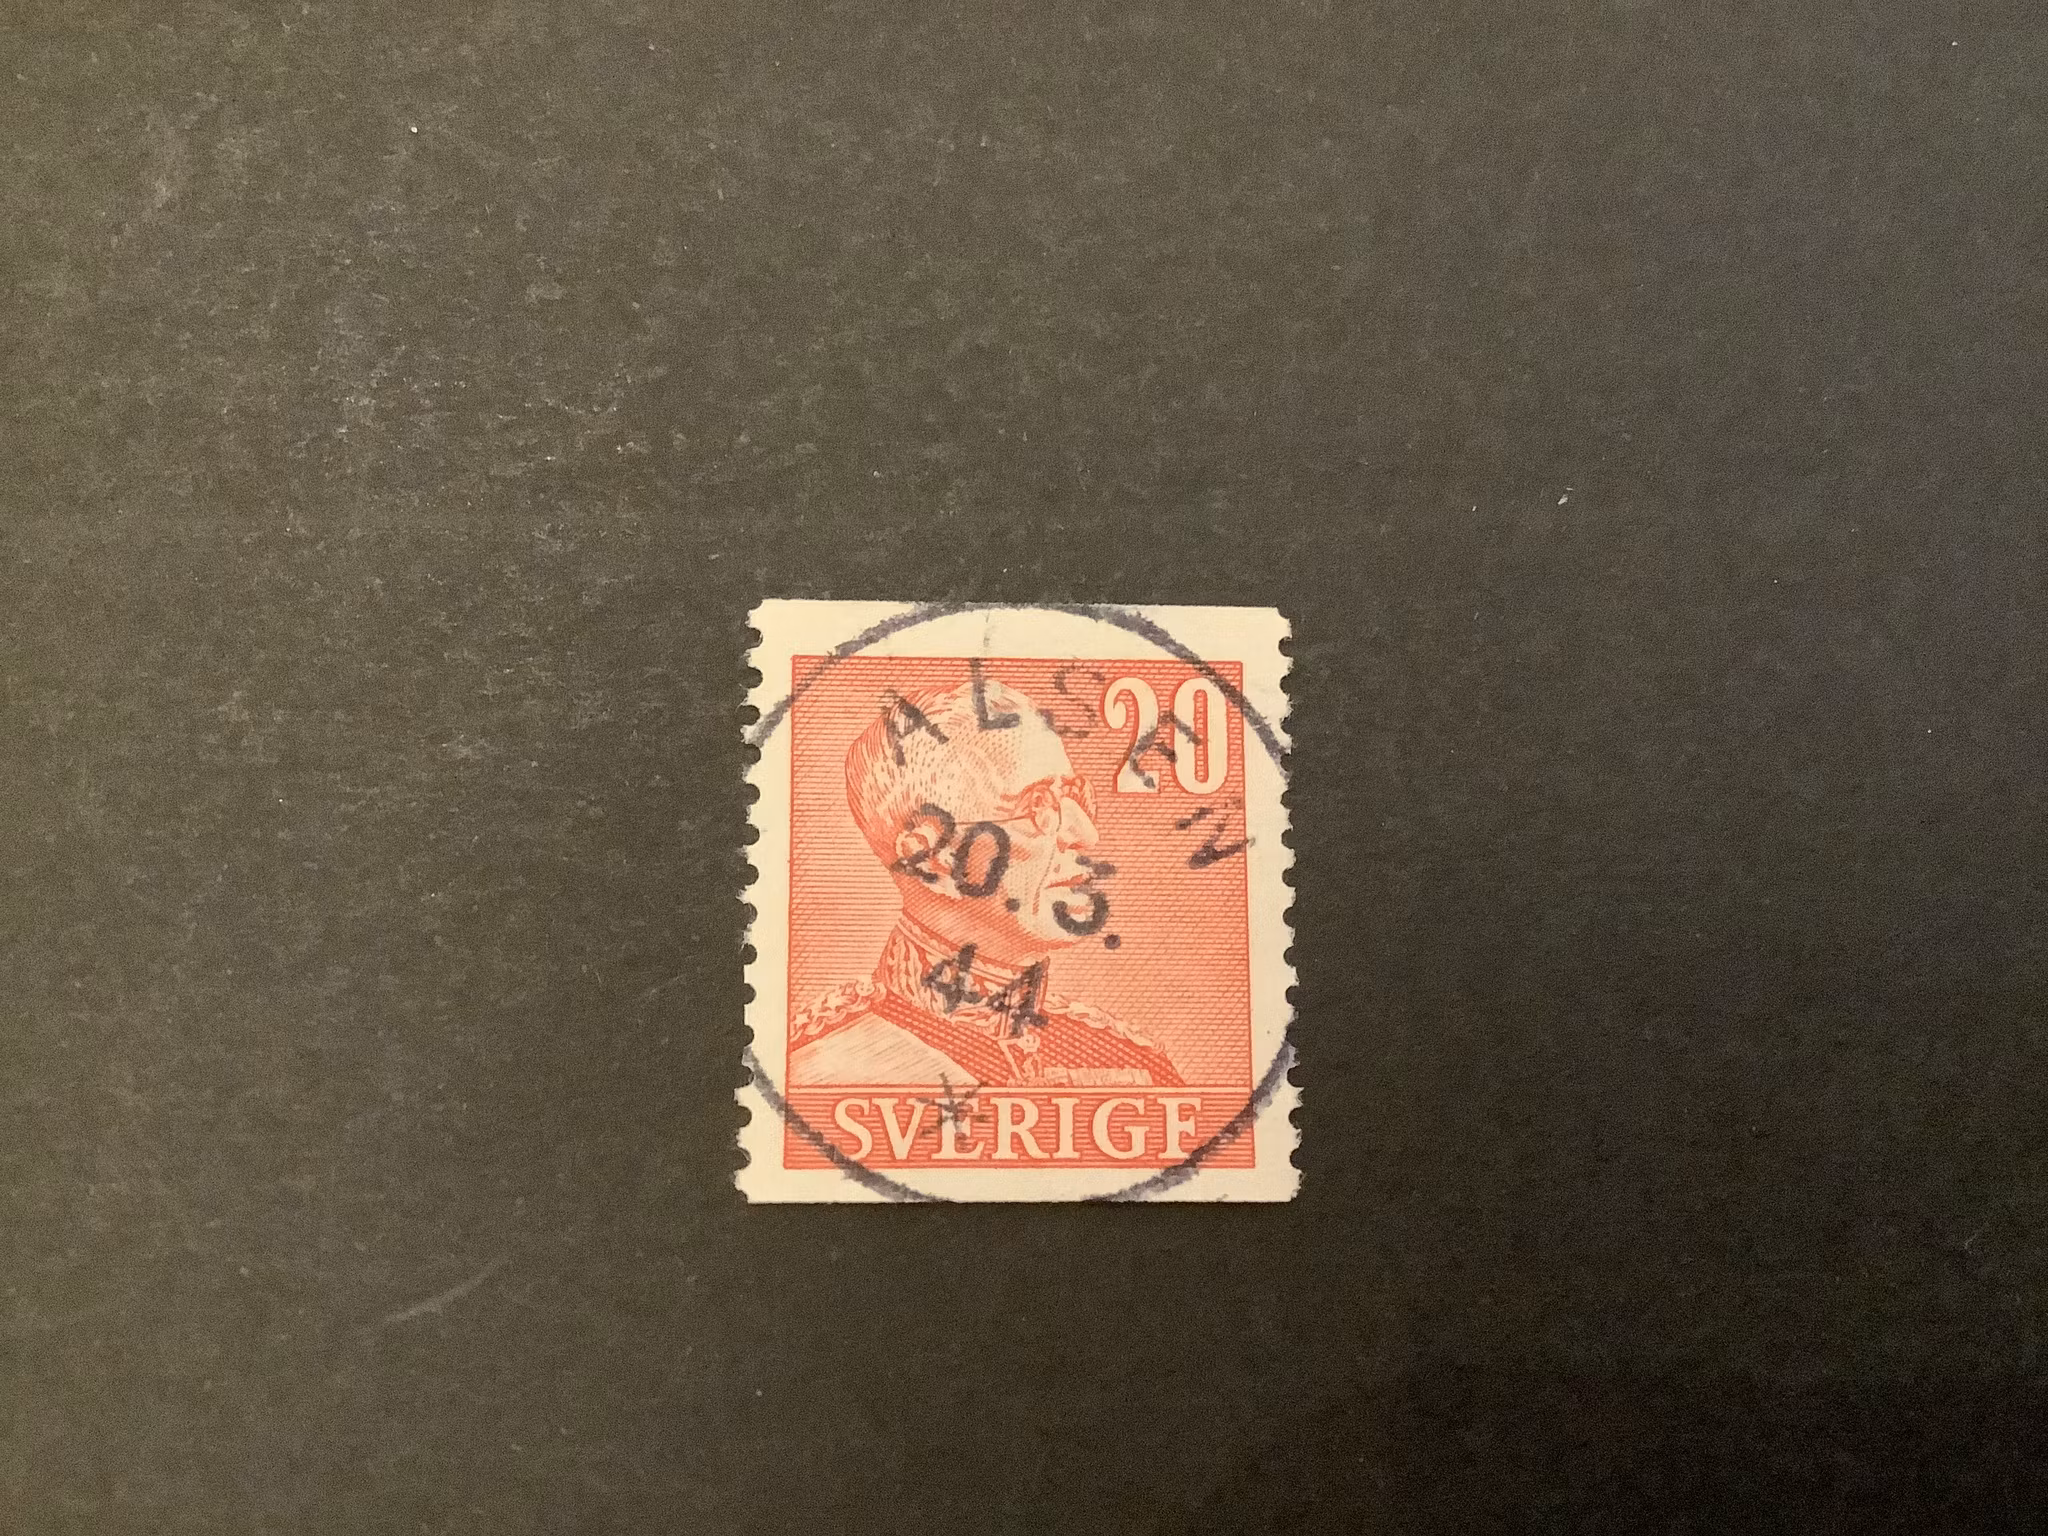 20
ALSEN
20.3.
44
*
SVERIGE